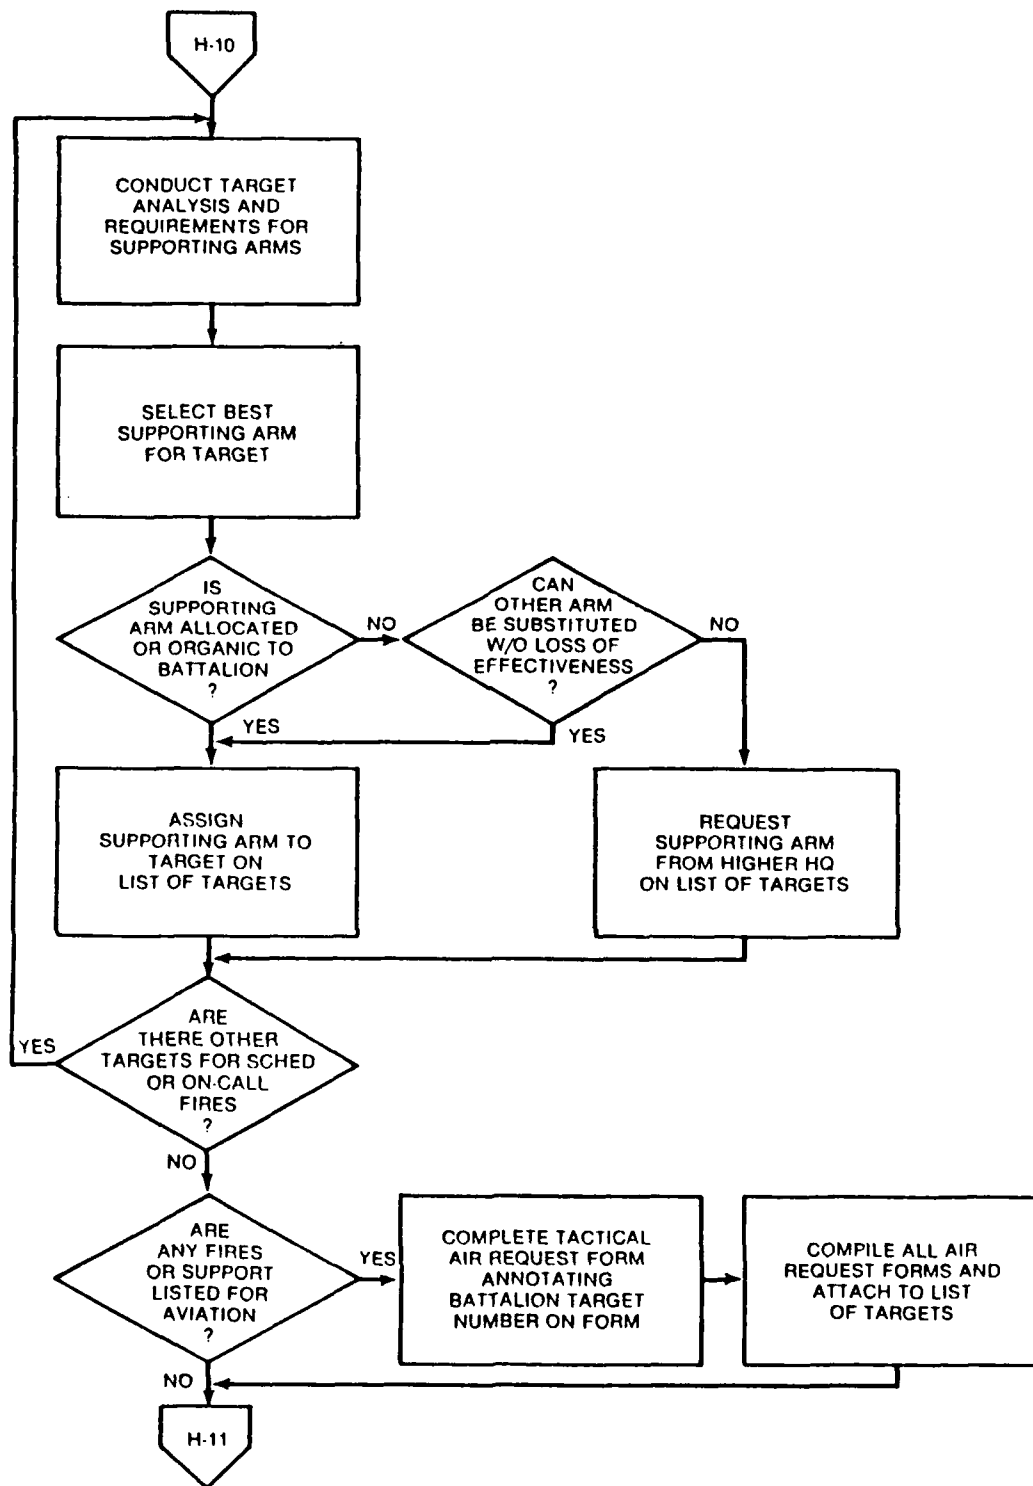 H-10
CONDUCT TARGET
ANALYSIS AND
REQUIREMENTS FOR
SUPPORTING ARMS
SELECT BEST
SUPPORTING ARM
FOR TARGET
IS
SUPPORTING
ARM ALLOCATED
OR ORGANIC TO
BATTALION
?
NO
CAN
OTHER ARM
BE SUBSTITUTED
W/O LOSS OF
EFFECTIVENESS
?
NO
YES
YES
ASSIGN
SUPPORTING ARM TO
TARGET ON
LIST OF TARGETS
REQUEST
SUPPORTING ARM
FROM HIGHER HQ
ON LIST OF TARGETS
ARE
THERE OTHER
TARGETS FOR SCHED
OR ON-CALL
FIRES
?
YES
NO
ARE
ANY FIRES
OR SUPPORT
LISTED FOR
AVIATION
?
YES
COMPLETE TACTICAL
AIR REQUEST FORM
ANNOTATING
BATTALION TARGET
NUMBER ON FORM
COMPILE ALL AIR
REQUEST FORMS AND
ATTACH TO LIST
OF TARGETS
NO
H-11